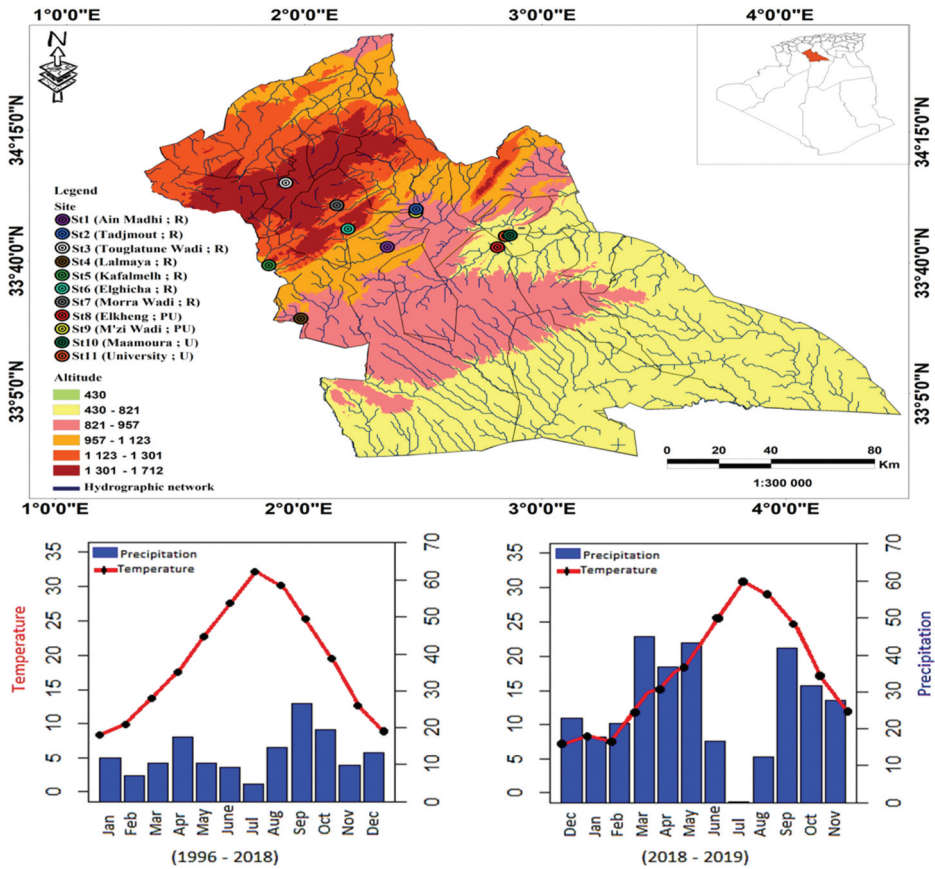 1°0'0"E 2°0'0"E 3°0'0"E 4°0'0"E
N
34°15'0"N 34°15'0"N
33°40'0"N 33°40'0"N
33°5'0"N 33°5'0"N
Legend
Site
St1 (Ain Madhi ; R)
St2 (Tadjmout ; R)
St3 (Touglatune Wadi ; R)
St4 (Lalmaya ; R)
St5 (Kafalmelh ; R)
St6 (Elghicha ; R)
St7 (Morra Wadi ; R)
St8 (Elkheng ; PU)
St9 (M'zi Wadi ; PU)
St10 (Maamoura ; U)
St11 (University ; U)
Altitude
430
430 - 821
821 - 957
957 - 1 123
1 123 - 1 301
1 301 - 1 712
Hydrographic network
0 20 40 80
Km
1:300 000
1°0'0"E 2°0'0"E 3°0'0"E 4°0'0"E
Precipitation
Temperature
Temperature
35
30
25
20
15
10
5
0
70
60
50
40
30
20
10
0
Jan Feb Mar Apr May June Jul Aug Sep Oct Nov Dec
(1996 - 2018)
Precipitation
Temperature
35
30
25
20
15
10
5
0
70
60
50
40
30
20
10
0
Precipitation
Dec Jan Feb Mar Apr May June Jul Aug Sep Oct Nov
(2018 - 2019)